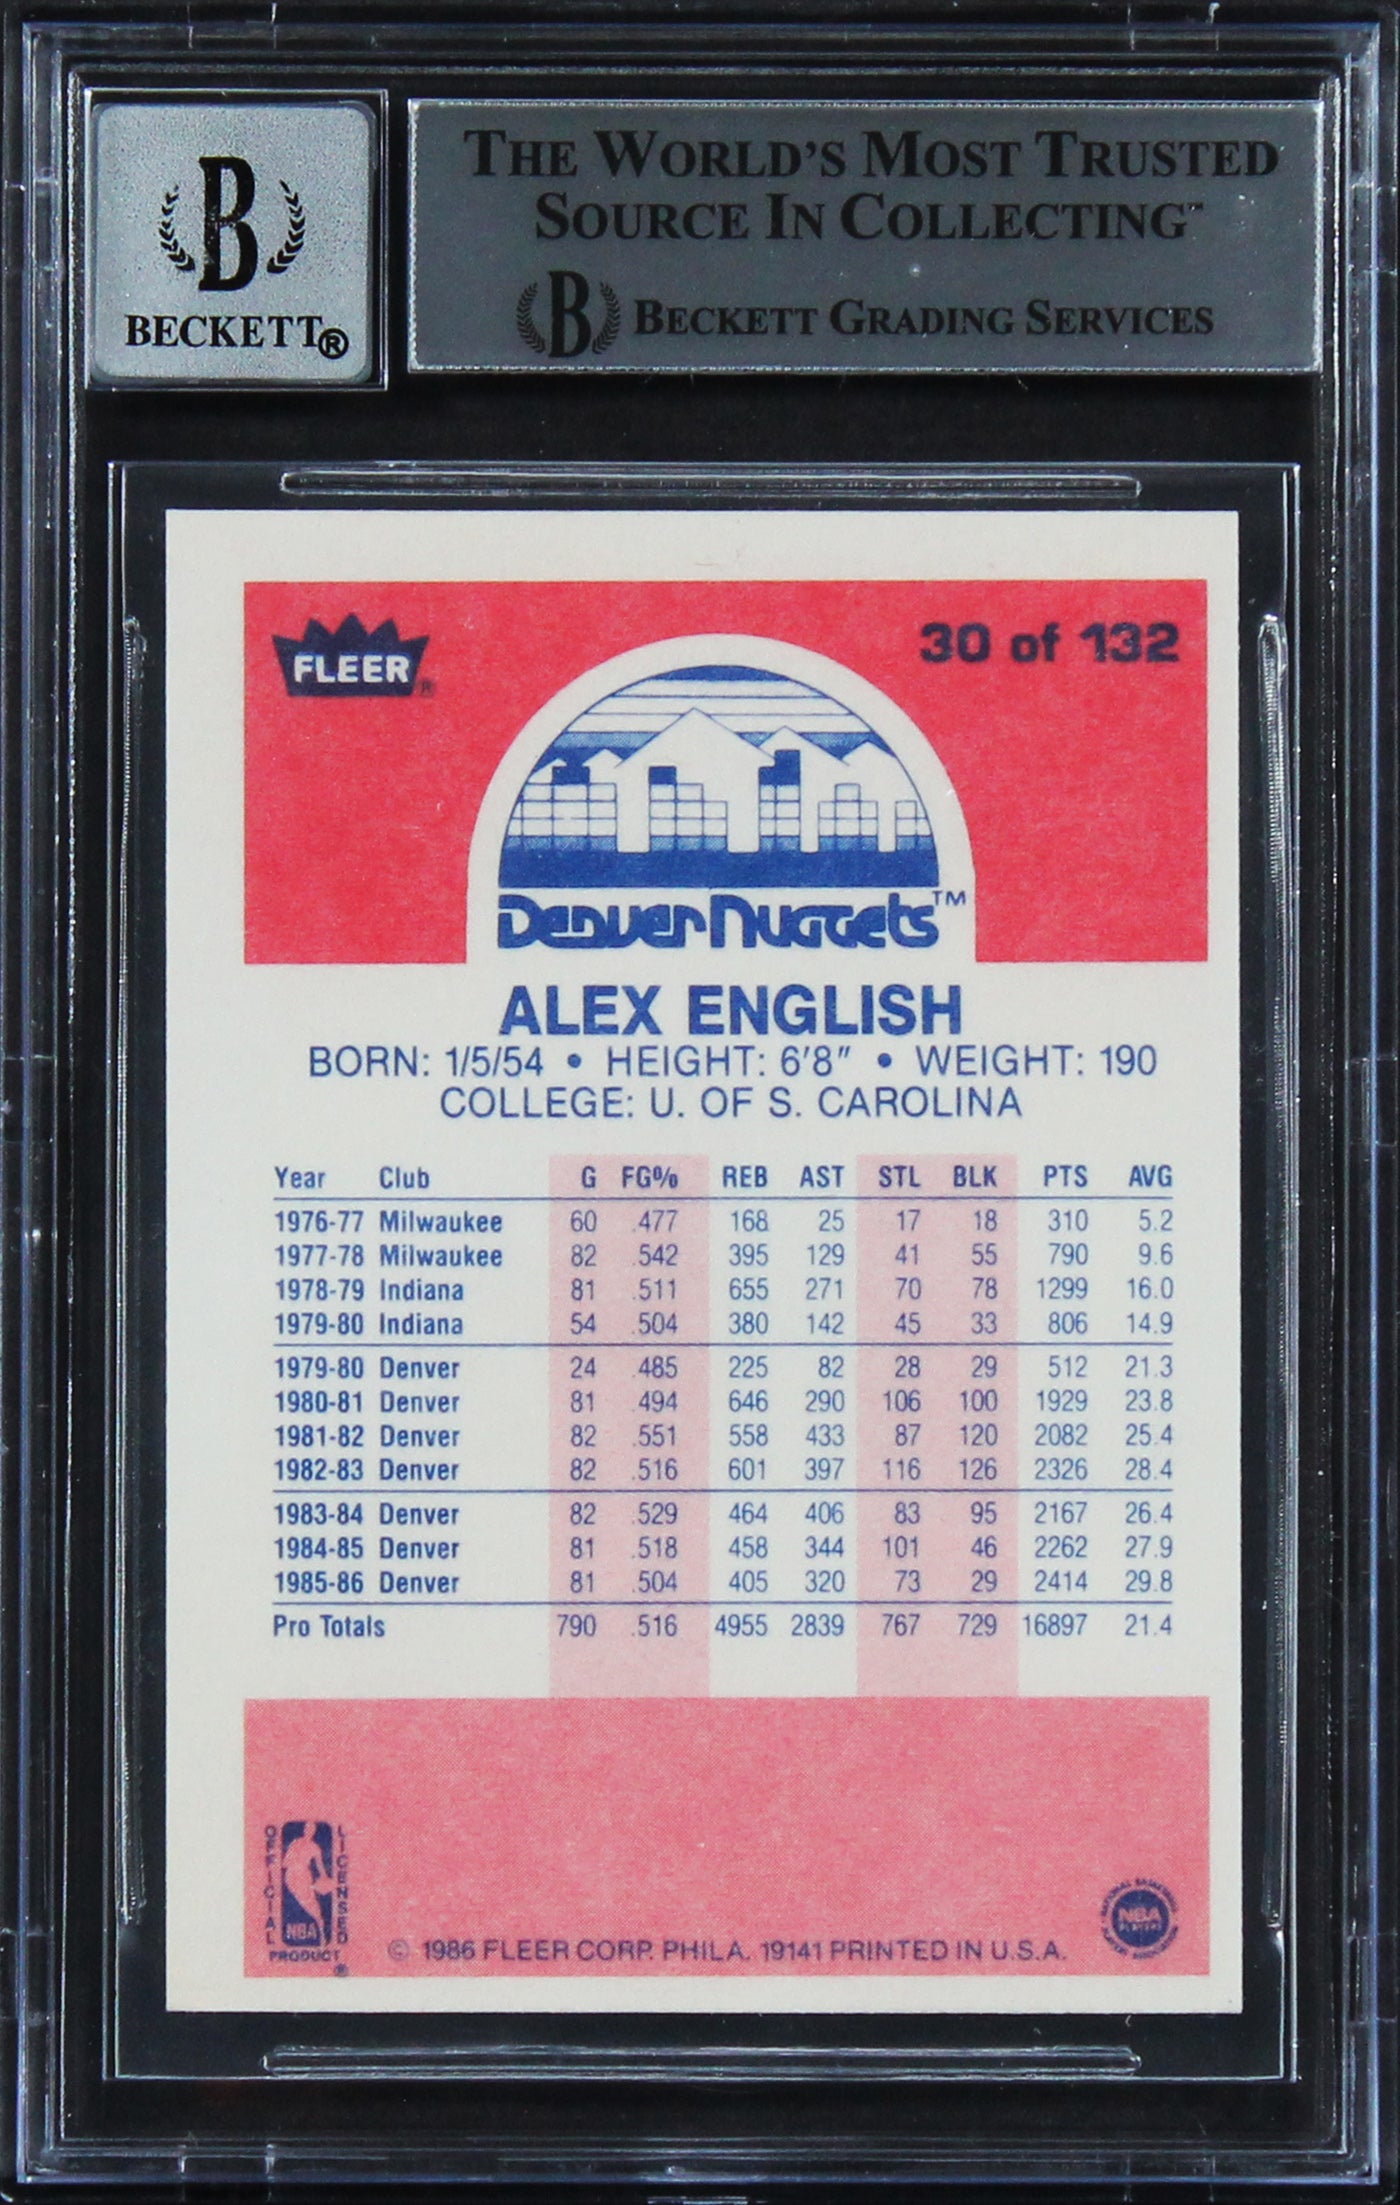 B
BECKETT®
THE WORLD'S MOST TRUSTED
SOURCE IN COLLECTING™
B BECKETT GRADING SERVICES
FLEER®
30 of 132
Denver Nuggets™
ALEX ENGLISH
BORN: 1/5/54 • HEIGHT: 6'8" • WEIGHT: 190
COLLEGE: U. OF S. CAROLINA
Year Club G FG% REB AST STL BLK PTS AVG
1976-77 Milwaukee 60 .477 168 25 17 18 310 5.2
1977-78 Milwaukee 82 .542 395 129 41 55 790 9.6
1978-79 Indiana 81 .511 655 271 70 78 1299 16.0
1979-80 Indiana 54 .504 380 142 45 33 806 14.9
1979-80 Denver 24 .485 225 82 28 29 512 21.3
1980-81 Denver 81 .494 646 290 106 100 1929 23.8
1981-82 Denver 82 .551 558 433 87 120 2082 25.4
1982-83 Denver 82 .516 601 397 116 126 2326 28.4
1983-84 Denver 82 .529 464 406 83 95 2167 26.4
1984-85 Denver 81 .518 458 344 101 46 2262 27.9
1985-86 Denver 81 .504 405 320 73 29 2414 29.8
Pro Totals 790 .516 4955 2839 767 729 16897 21.4
OFFICIAL LICENSED
NBA
PRODUCT ®
© 1986 FLEER CORP. PHILA. 19141 PRINTED IN U.S.A.
NATIONAL BASKETBALL
NBA
PLAYERS
ASSOCIATION